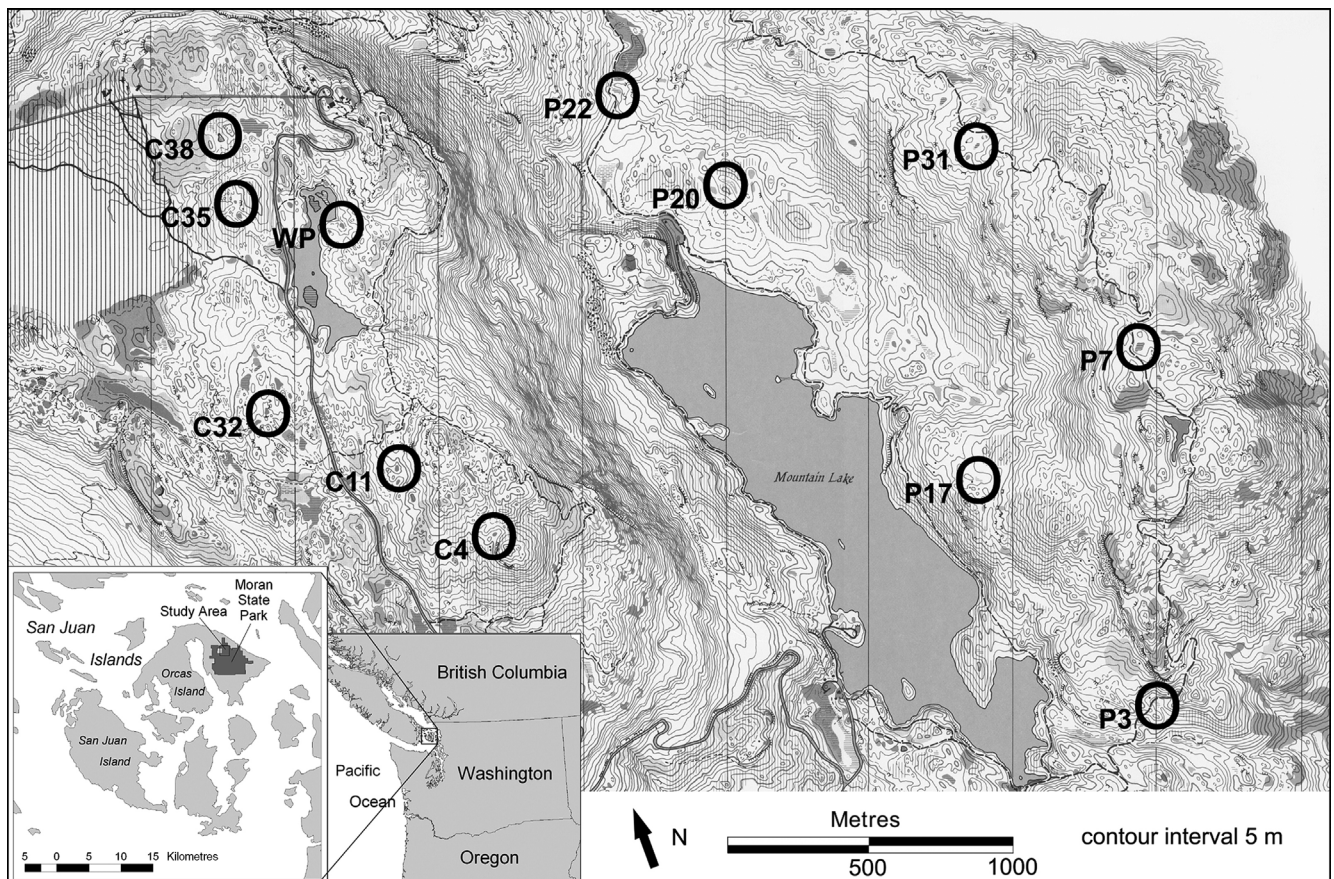 P22
C38
P31
P20
C35
WP
P7
C32
C11
Mountain Lake
P17
C4
P3
Moran
State
Park
Study Area
San Juan
Islands
Orcas
Island
San Juan
Island
5 0 5 10 15 Kilometres
British Columbia
Pacific
Ocean
Washington
Oregon
N
Metres
500 1000
contour interval 5 m